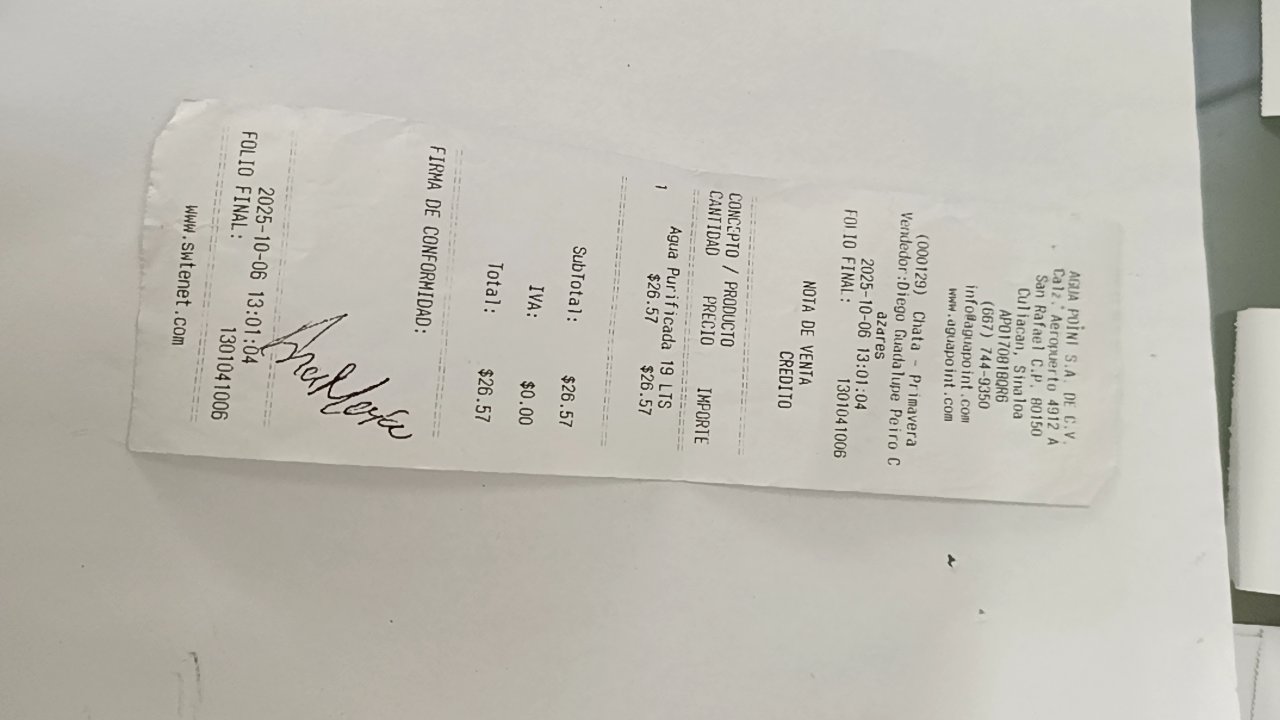 AGUA POINT S.A. DE C.V.
Calz. Aeropuerto 4912 A
San Rafael C.P. 80150
Culiacan, Sinaloa
APO170818QR6
(667) 744-9350
info@aguapoint.com
www.aguapoint.com
(000129) Chata - Primavera
Vendedor:Diego Guadalupe Peiro C
azares
2025-10-06 13:01:04
FOLIO FINAL: 1301041006
NOTA DE VENTA
CREDITO
CONCEPTO / PRODUCTO
CANTIDAD PRECIO IMPORTE
1 Agua Purificada 19 LTS
$26.57 $26.57
SubTotal: $26.57
IVA: $0.00
Total: $26.57
FIRMA DE CONFORMIDAD:
2025-10-06 13:01:04
FOLIO FINAL: 1301041006
www.swtenet.com